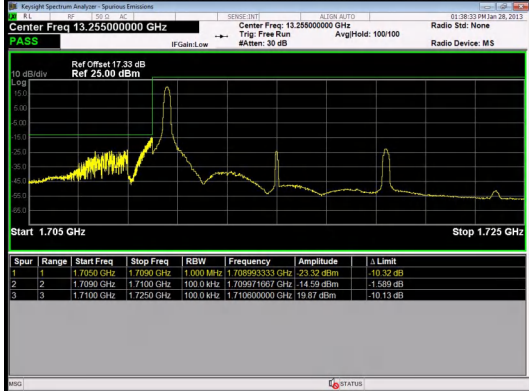 Keysight Spectrum Analyzer - Spurious Emissions
RL RF 50 Ω AC SENSE:INT ALIGN AUTO 01:38:33 PM Jan 28, 2013
Center Freq 13.255000000 GHz Center Freq: 13.255000000 GHz Radio Std: None
Trig: Free Run Avg|Hold: 100/100
PASS IFGain:Low #Atten: 30 dB Radio Device: MS
Ref Offset 17.33 dB
10 dB/div Ref 25.00 dBm
Log
15.0
5.00
-5.00
-15.0
-25.0
-35.0
-45.0
-55.0
-65.0
Start 1.705 GHz Stop 1.725 GHz
Spur Range Start Freq Stop Freq RBW Frequency Amplitude Δ Limit
1 1 1.7050 GHz 1.7090 GHz 1.000 MHz 1.708993333 GHz -23.32 dBm -10.32 dB
2 2 1.7090 GHz 1.7100 GHz 100.0 kHz 1.709971667 GHz -14.59 dBm -1.589 dB
3 3 1.7100 GHz 1.7250 GHz 100.0 kHz 1.710600000 GHz 19.87 dBm -10.13 dB
MSG STATUS